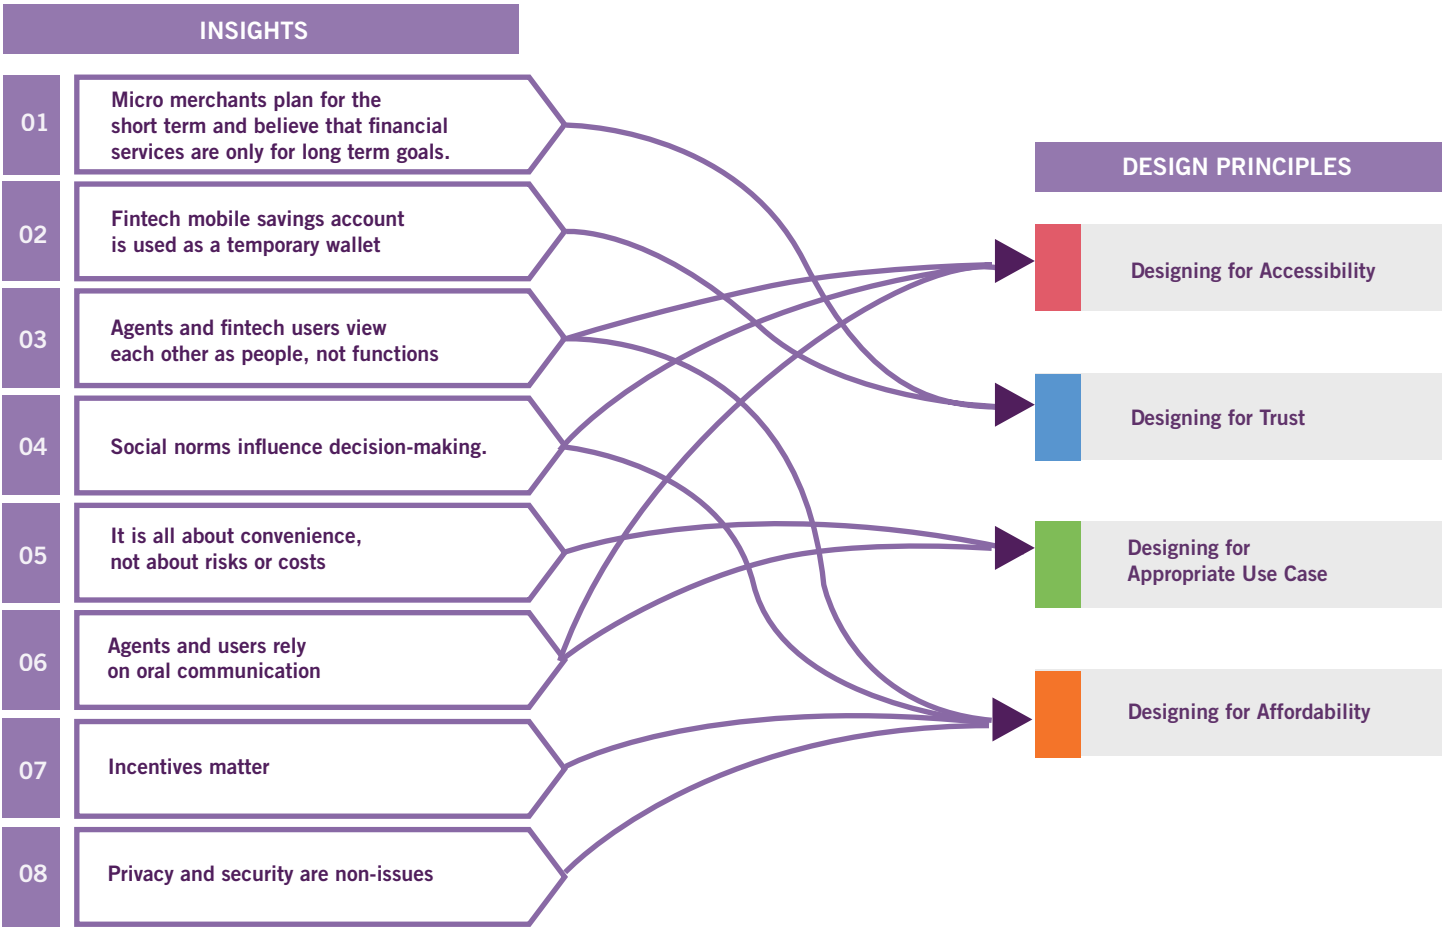 INSIGHTS
01
Micro merchants plan for the
short term and believe that financial
services are only for long term goals.
02
Fintech mobile savings account
is used as a temporary wallet
03
Agents and fintech users view
each other as people, not functions
04
Social norms influence decision-making.
05
It is all about convenience,
not about risks or costs
06
Agents and users rely
on oral communication
07
Incentives matter
08
Privacy and security are non-issues
DESIGN PRINCIPLES
Designing for Accessibility
Designing for Trust
Designing for
Appropriate Use Case
Designing for Affordability